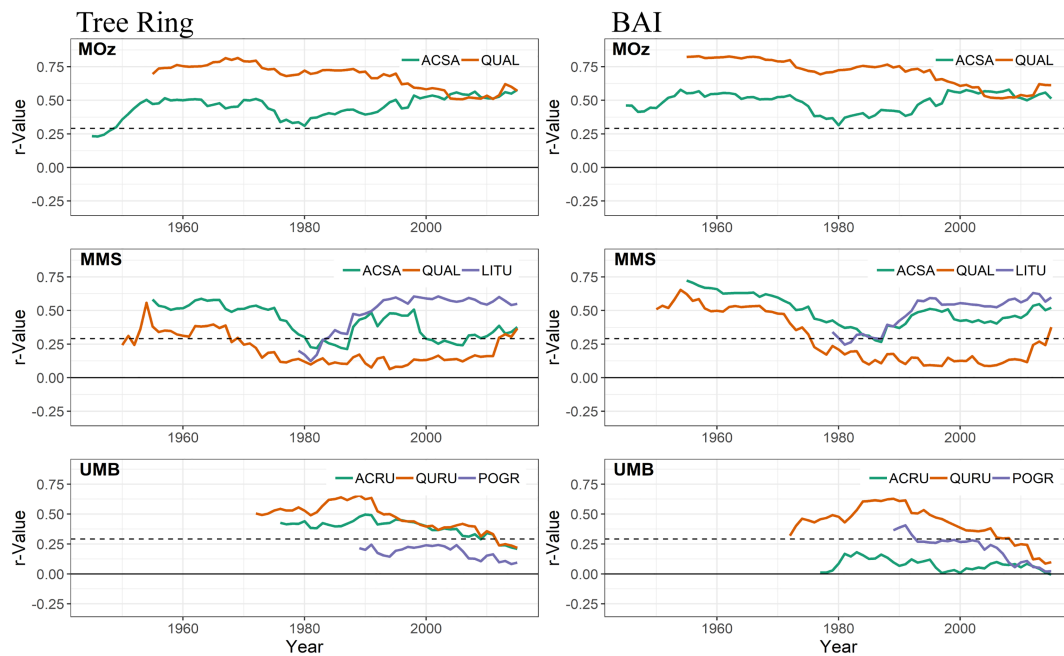 Tree Ring
BAI
MOz
ACSA QUAL
r-Value
0.75
0.50
0.25
0.00
-0.25
1960 1980 2000
MOz
ACSA QUAL
r-Value
0.75
0.50
0.25
0.00
-0.25
1960 1980 2000
MMS
ACSA QUAL LITU
r-Value
0.75
0.50
0.25
0.00
-0.25
1960 1980 2000
MMS
ACSA QUAL LITU
r-Value
0.75
0.50
0.25
0.00
-0.25
1960 1980 2000
UMB
ACRU QURU POGR
r-Value
0.75
0.50
0.25
0.00
-0.25
1960 1980 2000
Year
UMB
ACRU QURU POGR
r-Value
0.75
0.50
0.25
0.00
-0.25
1960 1980 2000
Year